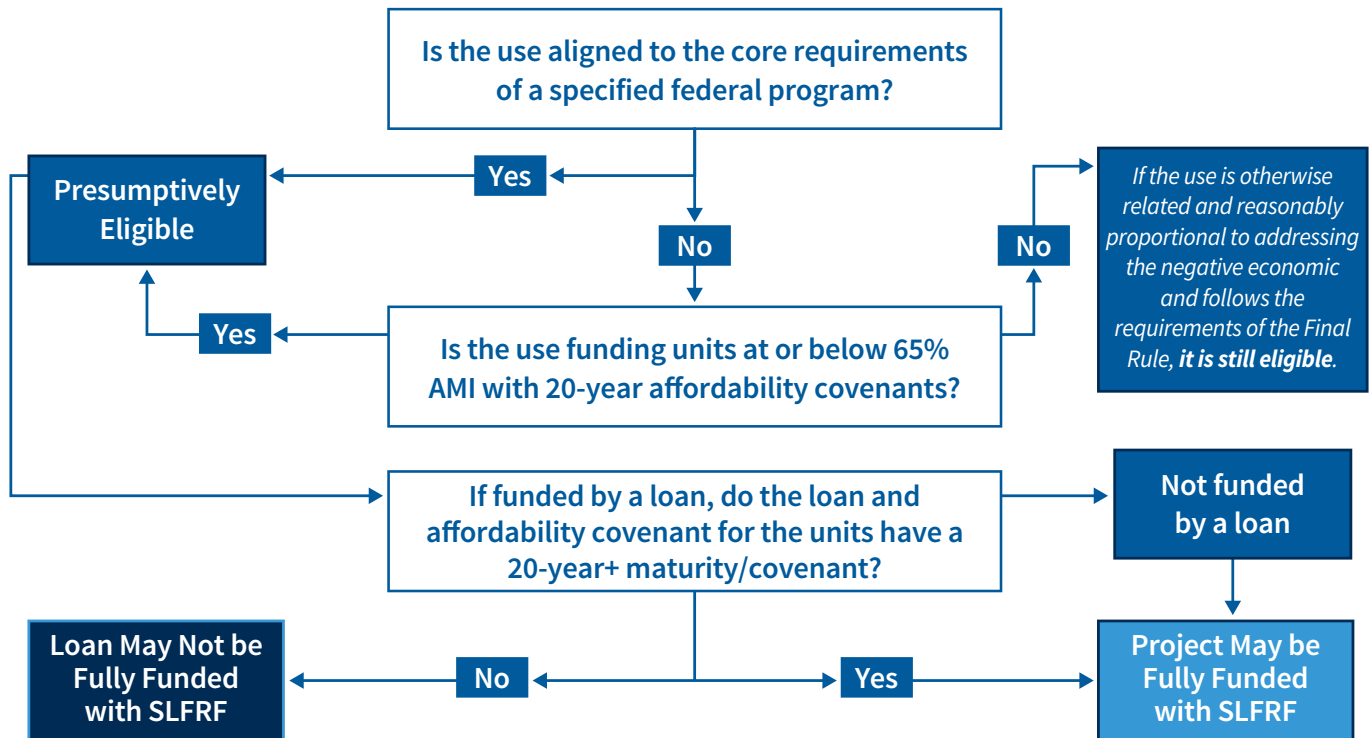 Is the use aligned to the core requirements
of a specified federal program?
Yes
Presumptively
Eligible
No
No
If the use is otherwise
related and reasonably
proportional to addressing
the negative economic
and follows the
requirements of the Final
Rule, it is still eligible.
Yes
Is the use funding units at or below 65%
AMI with 20-year affordability covenants?
If funded by a loan, do the loan and
affordability covenant for the units have a
20-year+ maturity/covenant?
Not funded
by a loan
Loan May Not be
Fully Funded
with SLFRF
No
Yes
Project May be
Fully Funded
with SLFRF